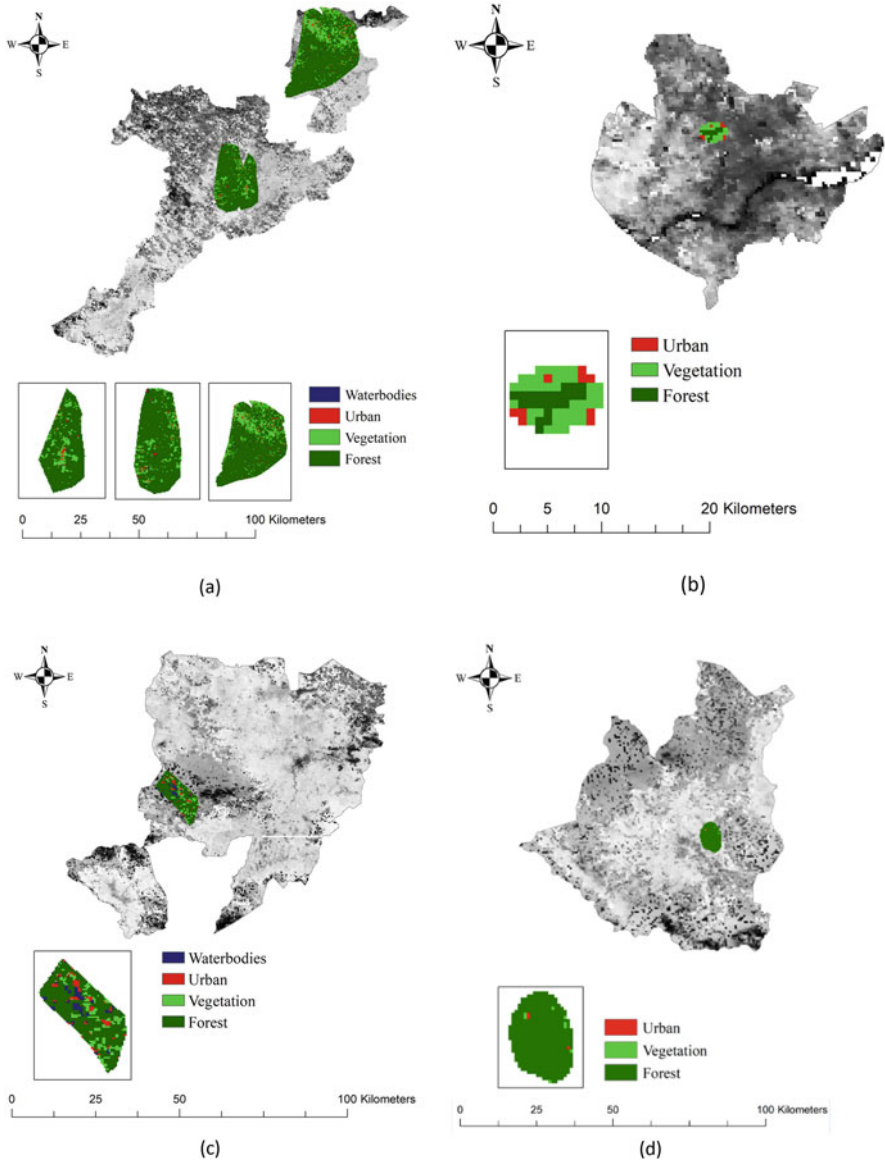 N
W E
S
Waterbodies
Urban
Vegetation
Forest
0 25 50 100 Kilometers
(a)
N
W E
S
Urban
Vegetation
Forest
0 5 10 20 Kilometers
(b)
N
W E
S
Waterbodies
Urban
Vegetation
Forest
0 25 50 100 Kilometers
(c)
N
W E
S
Urban
Vegetation
Forest
0 25 50 100 Kilometers
(d)